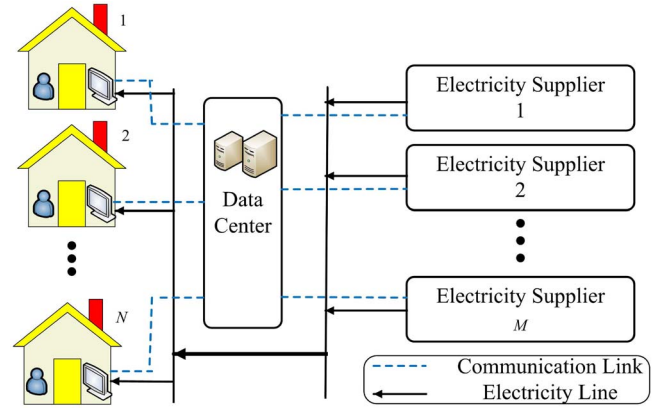 1
2
N
Data
Center
Electricity Supplier
1
Electricity Supplier
2
Electricity Supplier
M
Communication Link
Electricity Line